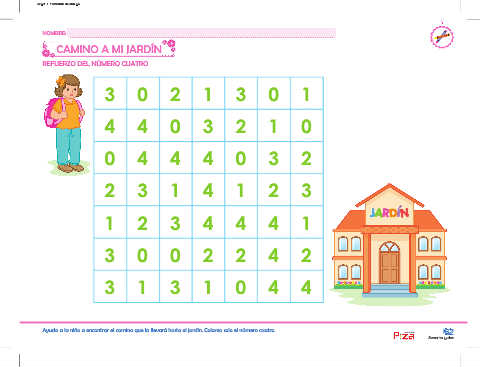 NOMBRE:
CAMINO A MI JARDÍN
REFUERZO DEL NÚMERO CUATRO
3 0 2 1 3 0 1
4 4 0 3 2 1 0
0 4 4 4 0 3 2
2 3 1 4 1 2 3
1 2 3 4 4 4 1
3 0 0 2 2 4 2
3 1 3 1 0 4 4
JARDÍN
Ayuda a la niña a encontrar el camino que la llevará hasta el jardín. Colorea solo el número cuatro.